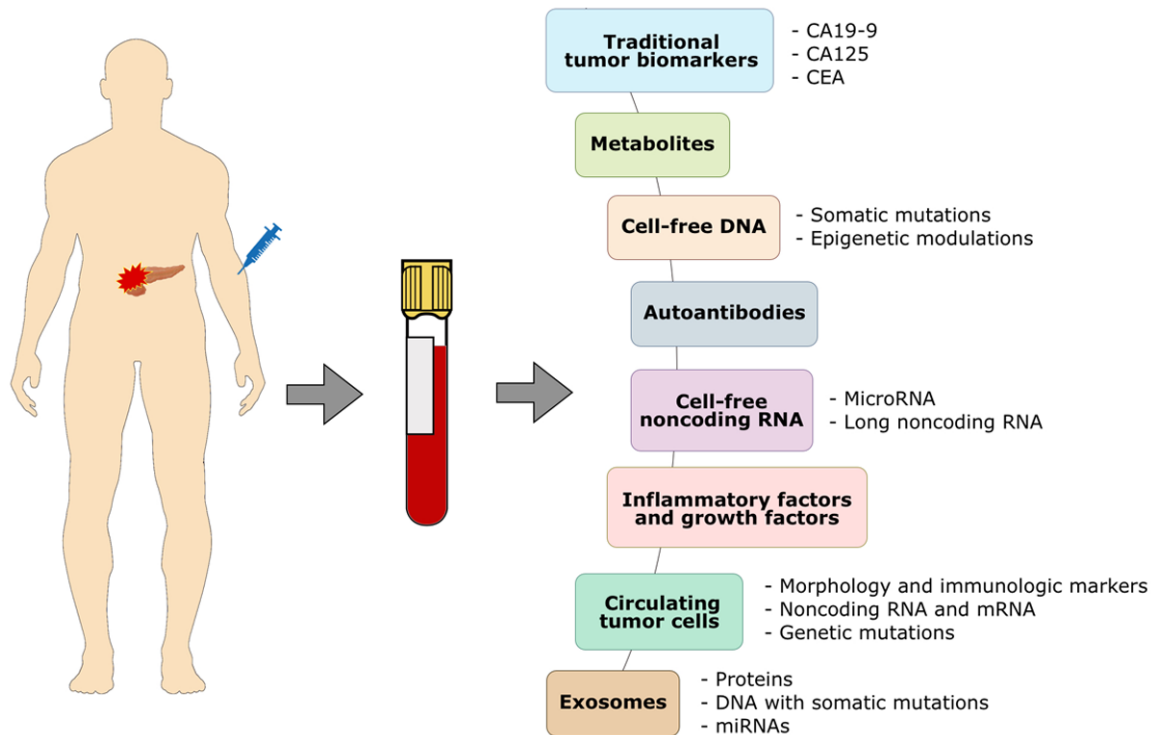 Traditional
tumor biomarkers
- CA19-9
- CA125
- CEA
Metabolites
Cell-free DNA
- Somatic mutations
- Epigenetic modulations
Autoantibodies
Cell-free
noncoding RNA
- MicroRNA
- Long noncoding RNA
Inflammatory factors
and growth factors
Circulating
tumor cells
- Morphology and immunologic markers
- Noncoding RNA and mRNA
- Genetic mutations
Exosomes
- Proteins
- DNA with somatic mutations
- miRNAs